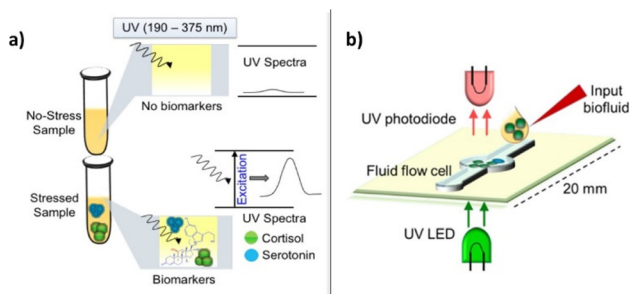 a)
UV (190 – 375 nm)
UV Spectra
No biomarkers
No-Stress
Sample
Excitation
Stressed
Sample
UV Spectra
Cortisol
Serotonin
Biomarkers
b)
Input
biofluid
UV photodiode
Fluid flow cell
20 mm
UV LED